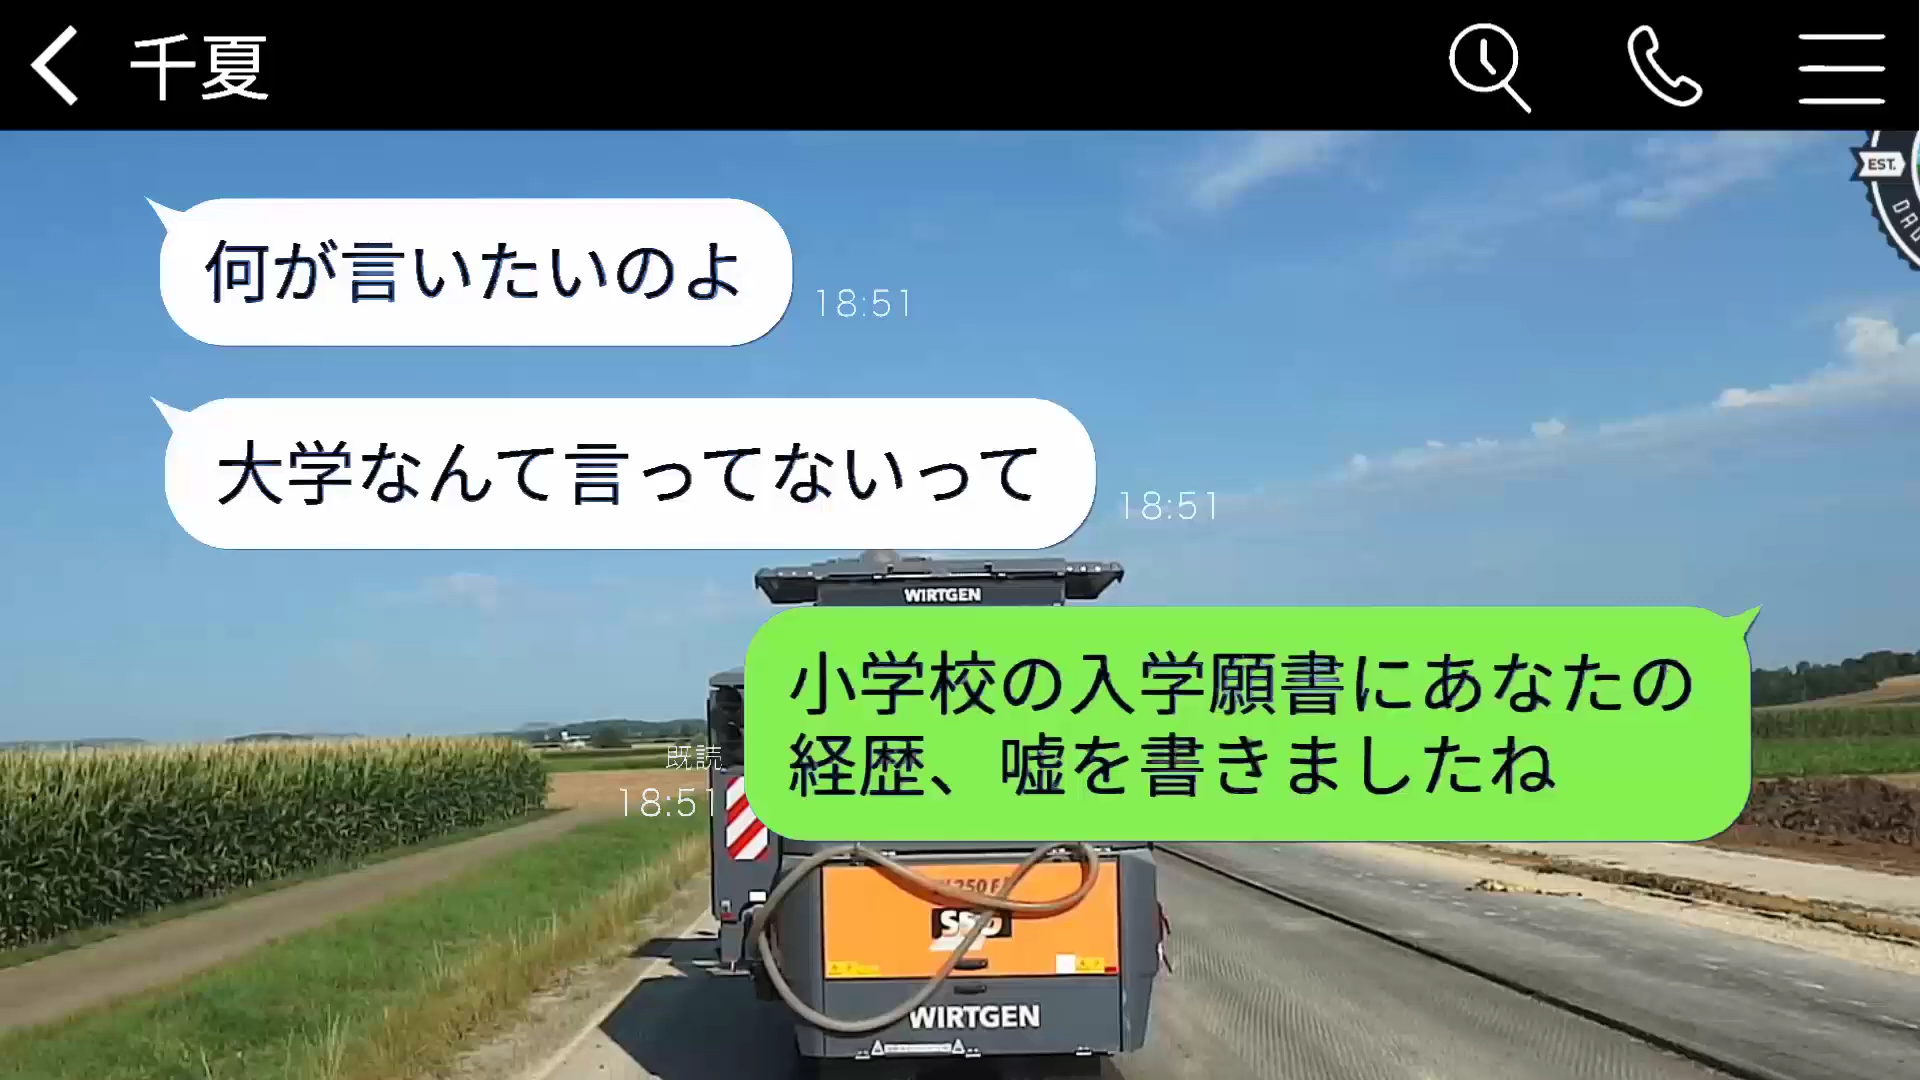 千夏
EST.
何が言いたいのよ
18:51
大学なんて言ってないって
18:51
WIRTGEN
小学校の入学願書にあなたの
経歴、嘘を書きましたね
既読
18:51
250 F
WIRTGEN